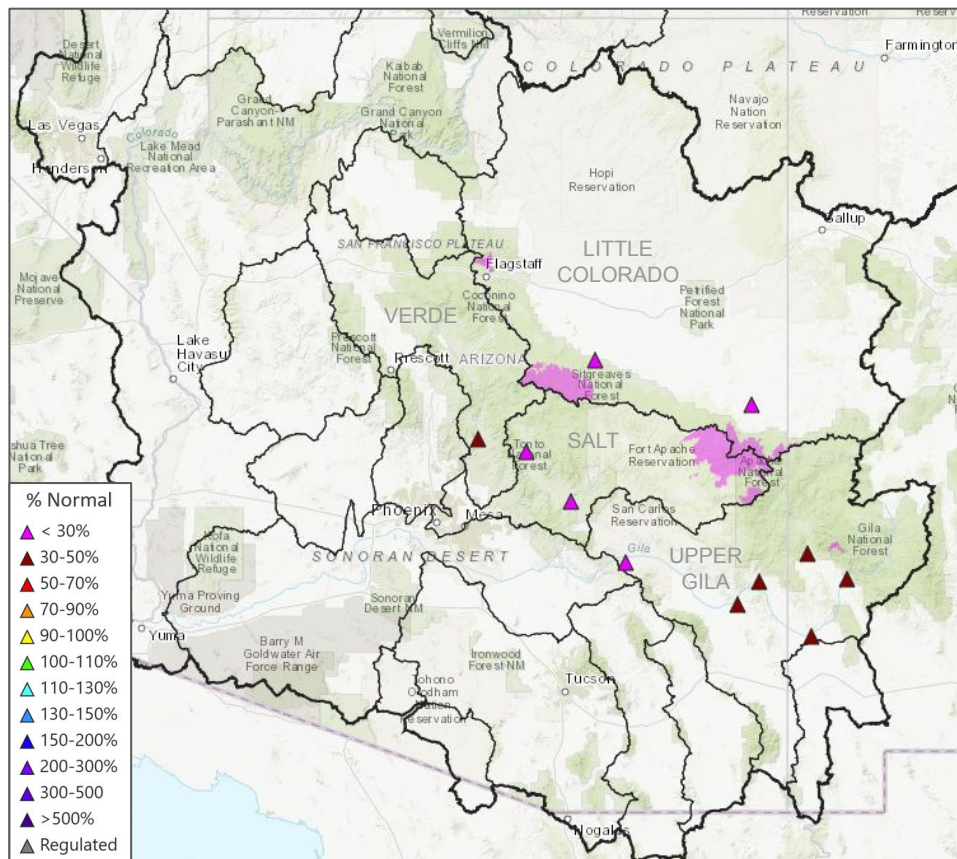 Reservation
Reservation
Desert
National
Wildlife
Refuge
Vermilion
Cliffs NM
Farmington
COLORADO PLATEAU
Kaibab
National
Forest
Grand
Canyon-
Parashant NM
Grand Canyon
National
Park
Navajo
Nation
Reservation
Las Vegas
Colorado
Lake Mead
National
Recreation Area
Henderson
Hopi
Reservation
Gallup
SAN FRANCISCO PLATEAU
LITTLE
COLORADO
Flagstaff
Mojave
National
Preserve
Coconino
National
Forest
Petrified
Forest
National
Park
VERDE
Lake
Havasu
City
Prescott
National
Forest
Prescott
ARIZONA
Sitgreaves
National
Forest
shua Tree
National
Park
Tonto
National
Forest
SALT
Fort Apache
Reservation
Apache
National
Forest
% Normal
< 30%
30-50%
50-70%
70-90%
90-100%
100-110%
110-130%
130-150%
150-200%
200-300%
300-500
>500%
Regulated
Phoenix
Mesa
San Carlos
Reservation
Kofa
National
Wildlife
Refuge
SONORAN DESERT
Gila
UPPER
GILA
Gila
National
Forest
Yuma Proving
Ground
Sonoran
Desert NM
Yuma
Barry M
Goldwater Air
Force Range
Ironwood
Forest NM
Tohono
O'odham
Nation
Reservation
Tucson
Nogales